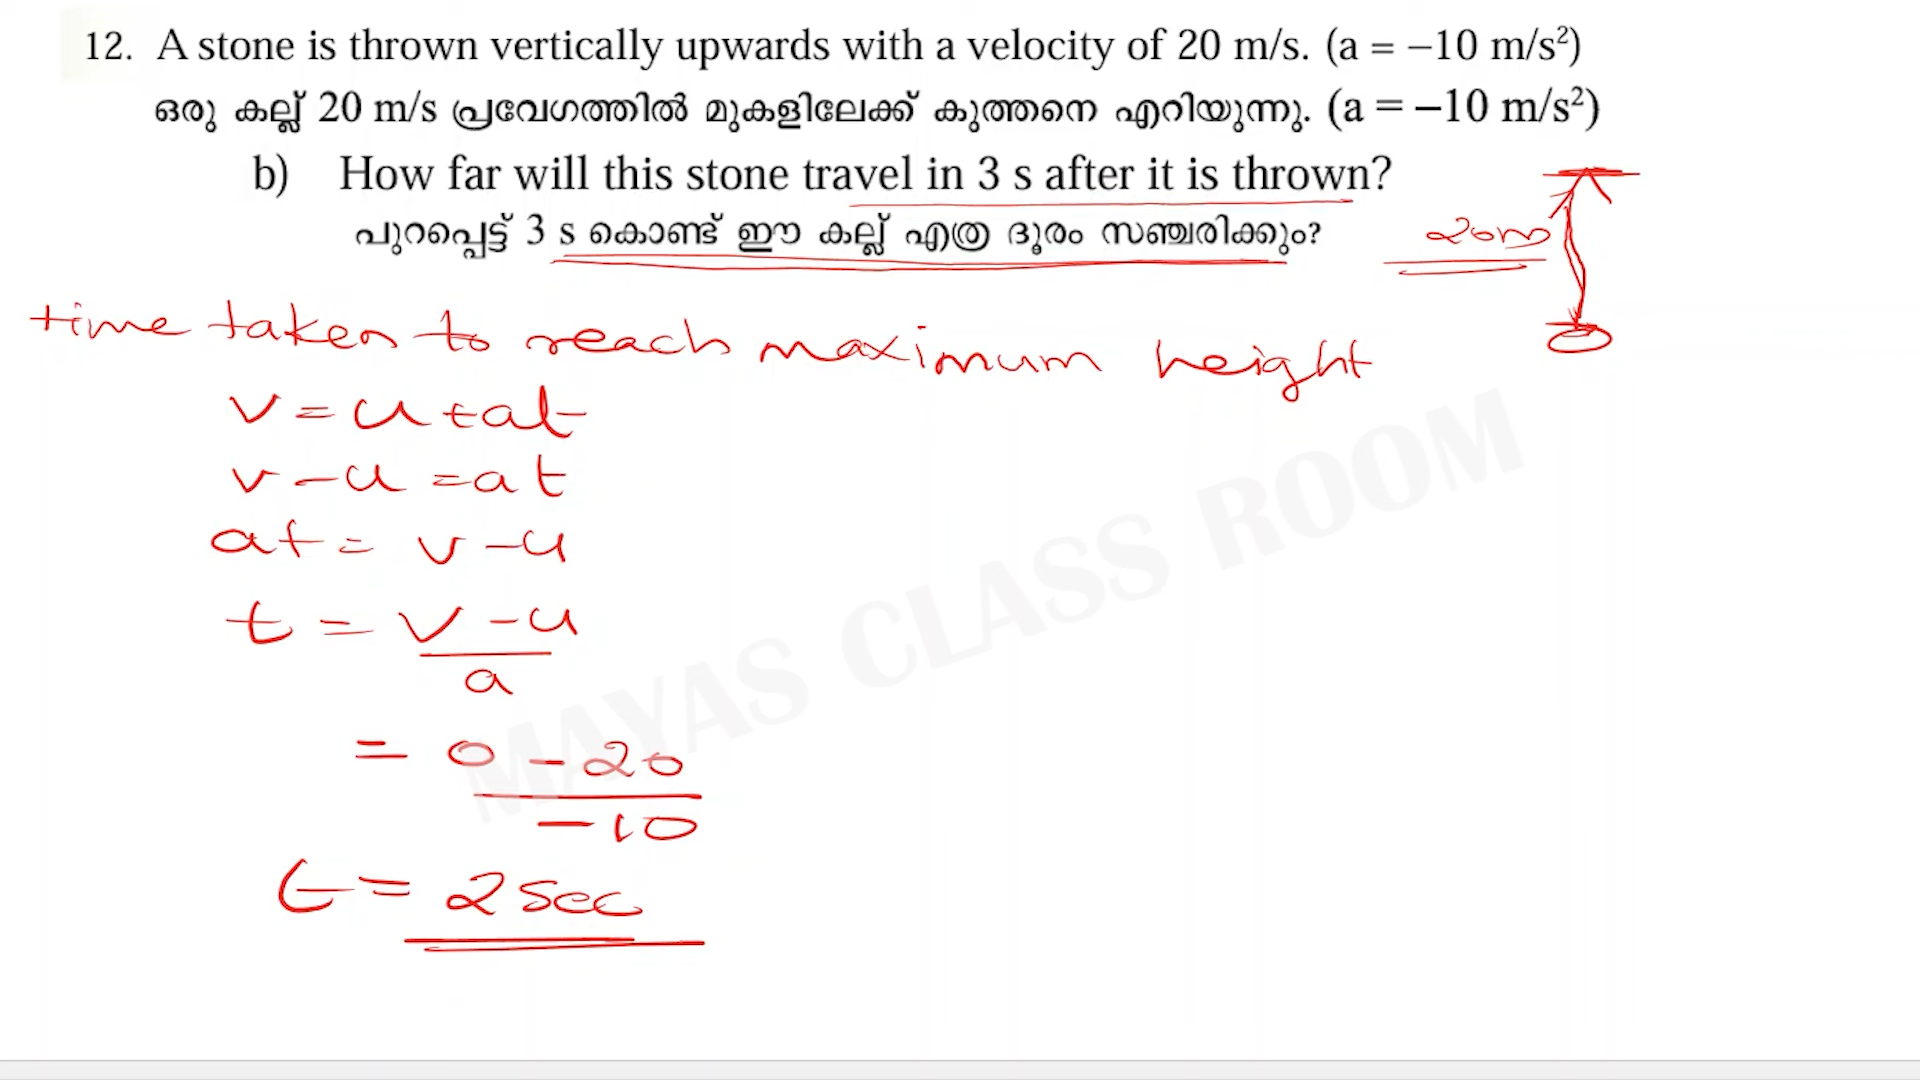 12. A stone is thrown vertically upwards with a velocity of 20 m/s. (a = –10 m/s²)
ഒരു കല്ല് 20 m/s പ്രവേഗത്തിൽ മുകളിലേക്ക് കുത്തനെ എറിയുന്നു. (a = –10 m/s²)
b) How far will this stone travel in 3 s after it is thrown?
പുറപ്പെട്ട് 3 s കൊണ്ട് ഈ കല്ല് എത്ര ദൂരം സഞ്ചരിക്കും?
20m
time taken to reach maximum height
v = u + at
v - u = at
at = v - u
t = v - u
a
= 0 - 20
-10
t = 2 sec
MAYAS CLASS ROOM